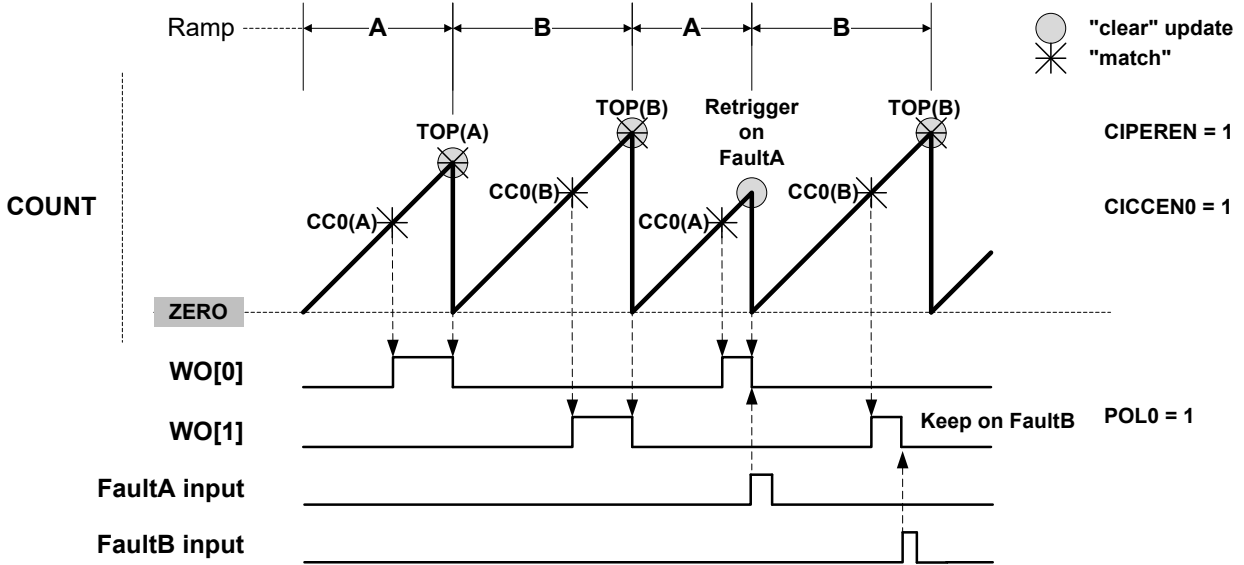 Ramp A B A B
"clear" update
"match"
TOP(A) TOP(B) Retrigger on FaultA TOP(B)
CIPEREN = 1
COUNT CC0(A) CC0(B) CC0(A) CC0(B) CICCEN0 = 1
ZERO
WO[0]
WO[1] Keep on FaultB POL0 = 1
FaultA input
FaultB input